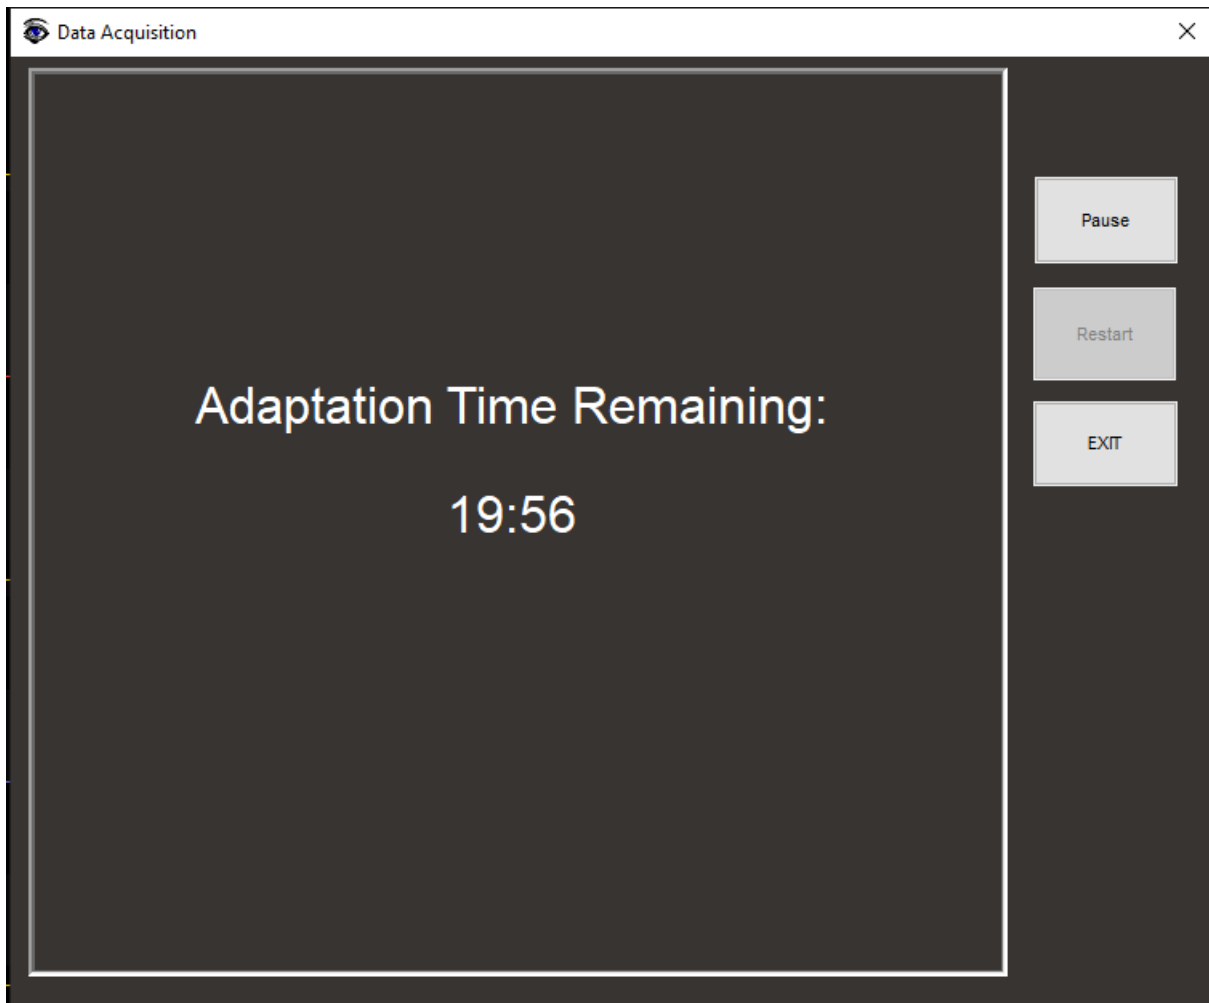 Data Acquisition
Pause
Restart
Adaptation Time Remaining:
EXIT
19:56